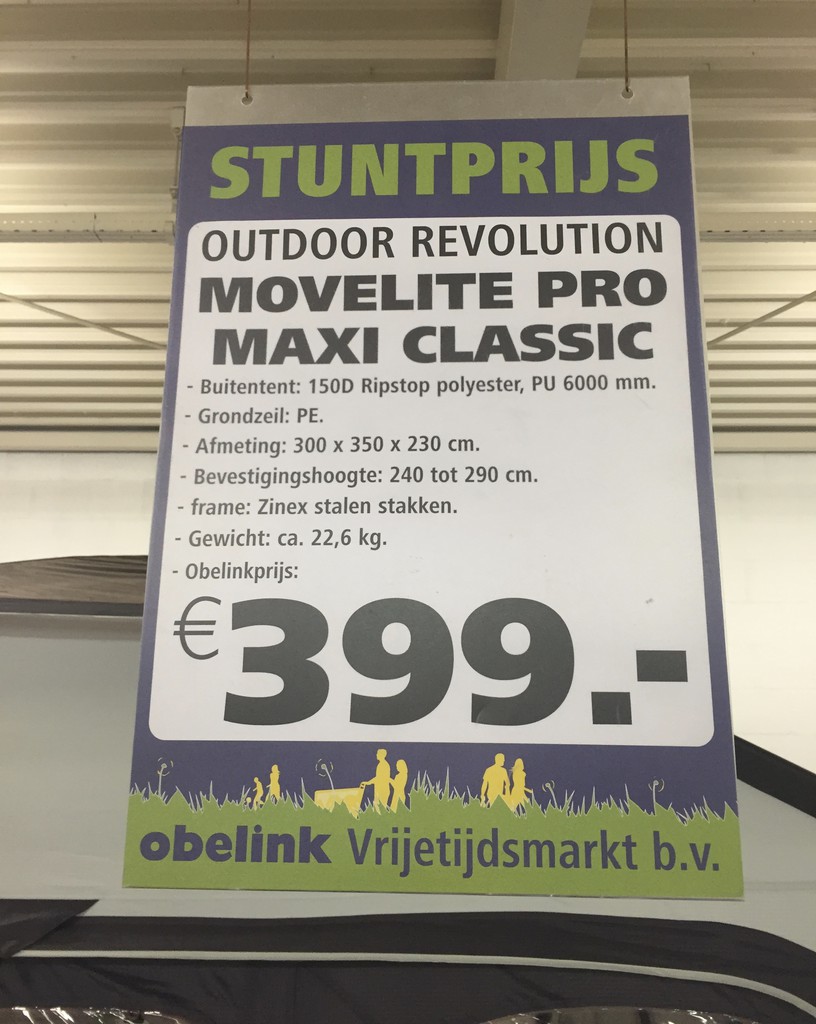 STUNTPRIJS
OUTDOOR REVOLUTION
MOVELITE PRO
MAXI CLASSIC
- Buitentent: 150D Ripstop polyester, PU 6000 mm.
- Grondzeil: PE.
- Afmeting: 300 x 350 x 230 cm.
- Bevestigingshoogte: 240 tot 290 cm.
- frame: Zinex stalen stakken.
- Gewicht: ca. 22,6 kg.
- Obelinkprijs:
€399.-
obelink Vrijetijdsmarkt b.v.